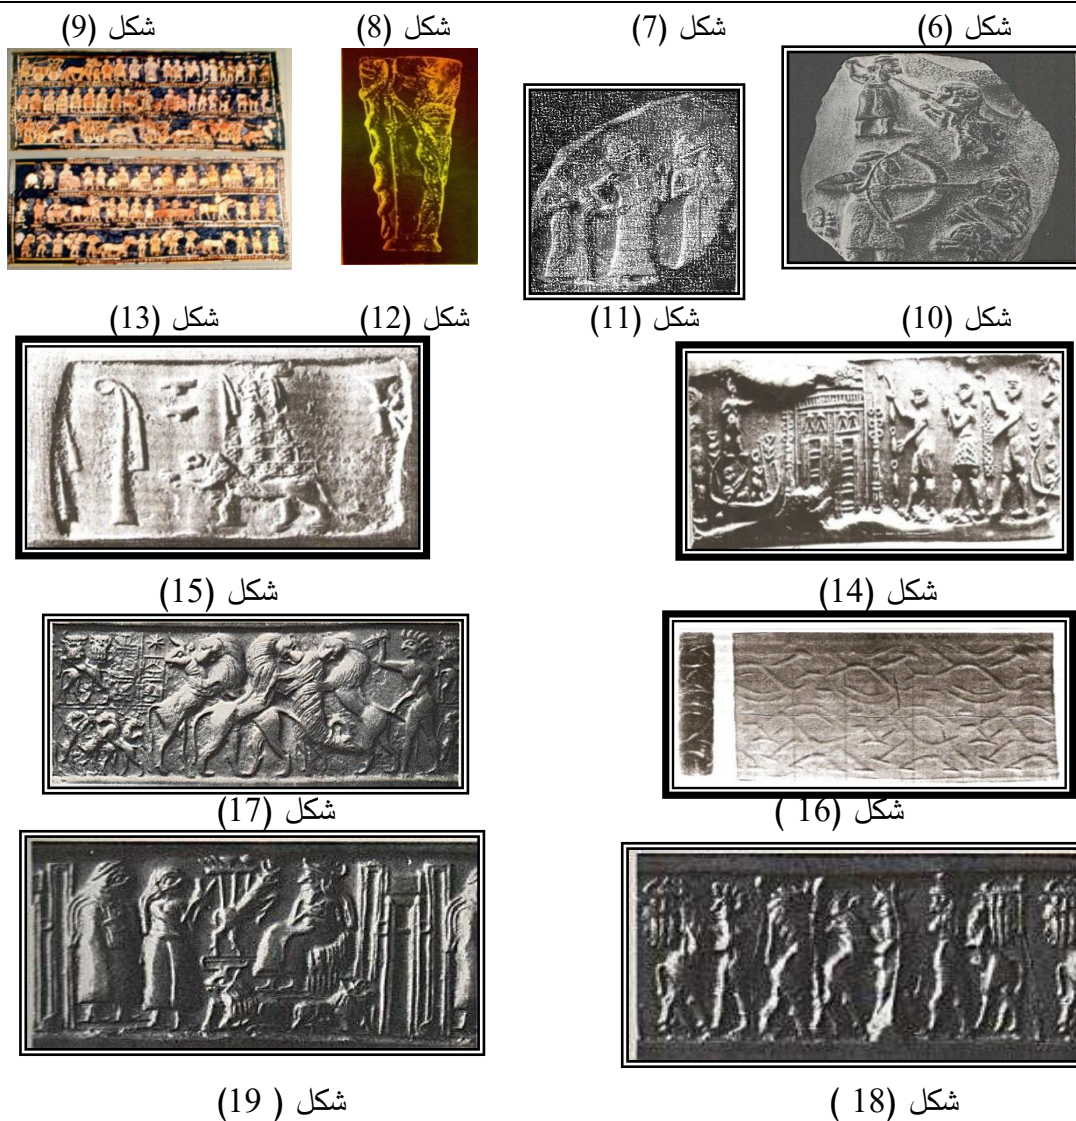 شكل (6) شكل (7) شكل (8) شكل (9)
شكل (10) شكل (11) شكل (12) شكل (13)
شكل (14) شكل (15)
شكل (16 ) شكل (17)
شكل (18 ) شكل (19 )